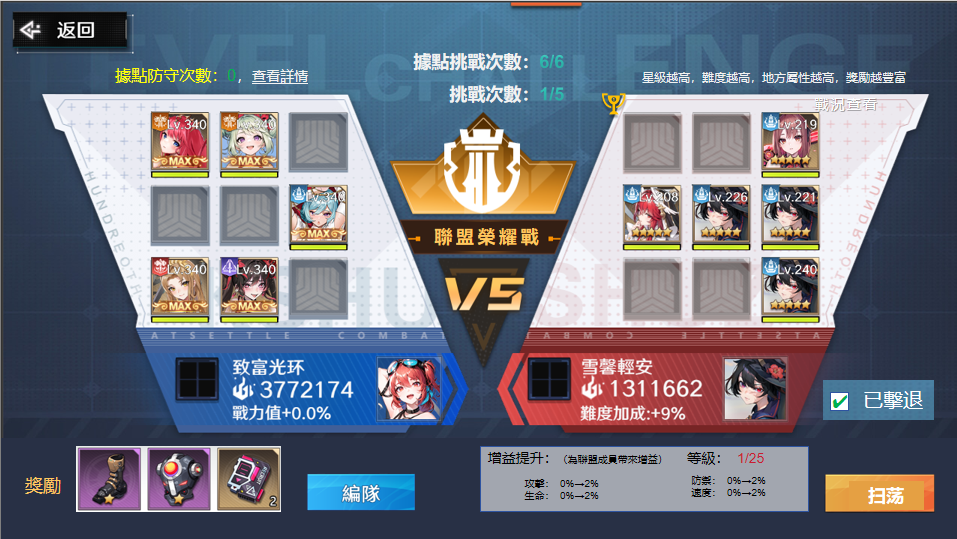 返回
據點防守次數：0，查看詳情
據點挑戰次數：6/6
挑戰次數：1/5
星級越高，難度越高，地方屬性越高，獎勵越豐富
戰況查看
Lv.340
MAX
Lv.340
MAX
Lv.340
MAX
Lv.340
MAX
Lv.340
MAX
聯盟榮耀戰
VS
Lv.219
Lv.226
Lv.221
Lv.240
ATSETTLE COMBAT
致富光环
3772174
戰力值+0.0%
雪馨輕安
1311662
難度加成:+9%
已擊退
獎勵
2
編隊
增益提升：（為聯盟成員帶來增益） 等級： 1/25
攻擊： 0%→2% 防禦： 0%→2%
生命： 0%→2% 速度： 0%→2%
扫荡